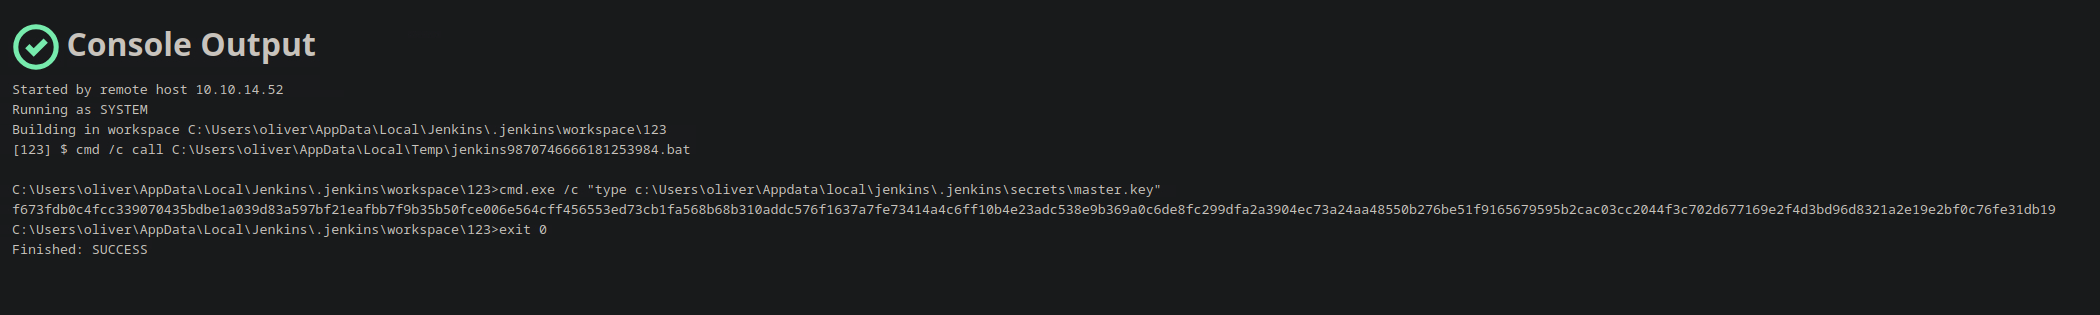 Console Output
Started by remote host 10.10.14.52
Running as SYSTEM
Building in workspace C:\Users\oliver\AppData\Local\Jenkins\.jenkins\workspace\123
[123] $ cmd /c call C:\Users\oliver\AppData\Local\Temp\jenkins9870746666181253984.bat
C:\Users\oliver\AppData\Local\Jenkins\.jenkins\workspace\123>cmd.exe /c "type c:\Users\oliver\Appdata\local\jenkins\.jenkins\secrets\master.key"
f673fdb0c4fcc339070435bdbe1a039d83a597bf21eafbb7f9b35b50fce006e564cff456553ed73cb1fa568b68b310addc576f1637a7fe73414a4c6ff10b4e23adc538e9b369a0c6de8fc299dfa2a3904ec73a24aa48550b276be51f9165679595b2cac03cc2044f3c702d677169e2f4d3bd96d8321a2e19e2bf0c76fe31db19
C:\Users\oliver\AppData\Local\Jenkins\.jenkins\workspace\123>exit 0
Finished: SUCCESS